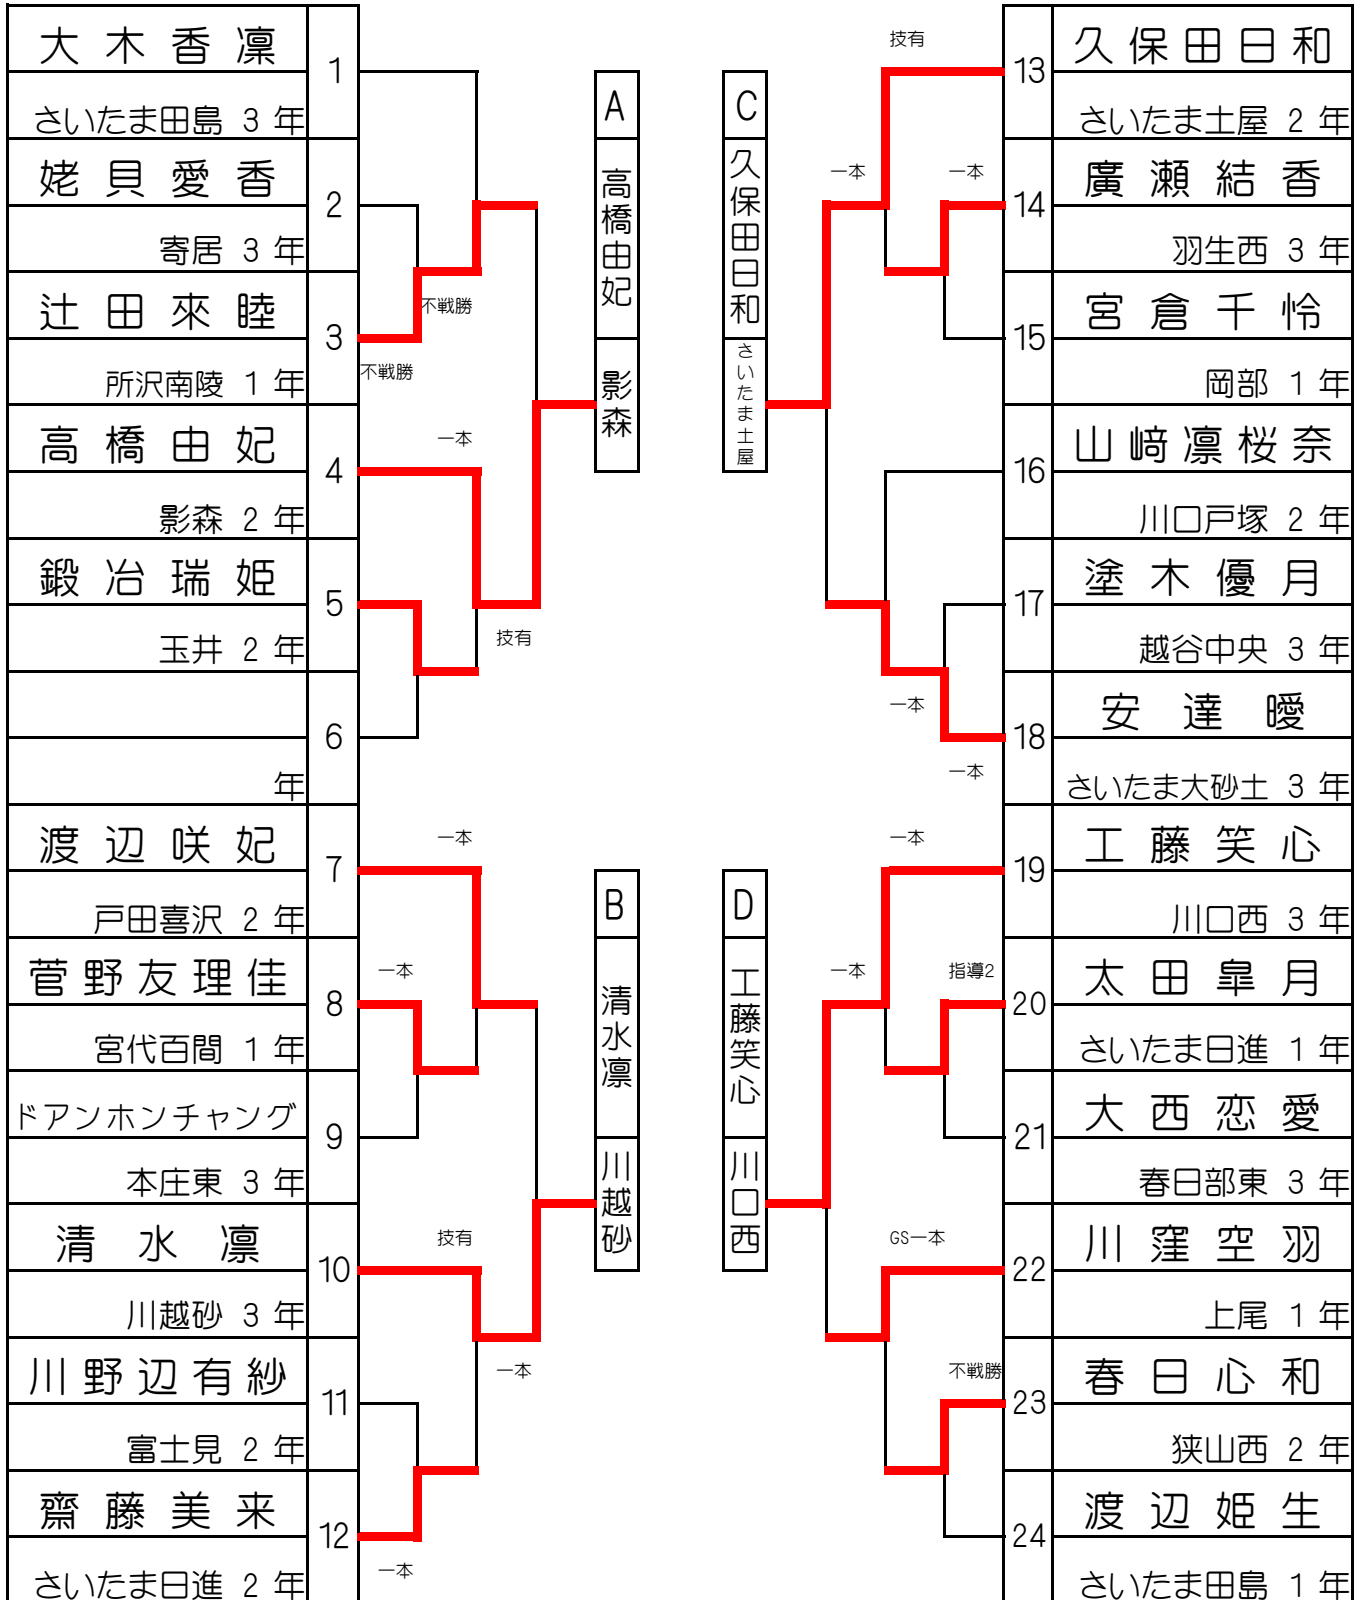 大木香凜
1
さいたま田島 3 年
姥貝愛香
2
寄居 3 年
辻田來睦
3
所沢南陵 1 年
高橋由妃
4
影森 2 年
鍛冶瑞姫
5
玉井 2 年
6
年
渡辺咲妃
7
戸田喜沢 2 年
菅野友理佳
8
宮代百間 1 年
ドアンホンチャング
9
本庄東 3 年
清水凛
10
川越砂 3 年
川野辺有紗
11
富士見 2 年
齋藤美来
12
さいたま日進 2 年
不戦勝
不戦勝
一本
技有
一本
一本
技有
一本
一本
A
高橋由妃
影森
B
清水凛
川越砂
C
久保田日和
さいたま土屋
D
工藤笑心
川口西
技有
一本
一本
一本
一本
一本
一本
指導2
GS一本
不戦勝
久保田日和
13
さいたま土屋 2 年
廣瀬結香
14
羽生西 3 年
宮倉千怜
15
岡部 1 年
山﨑凛桜奈
16
川口戸塚 2 年
塗木優月
17
越谷中央 3 年
安達曖
18
さいたま大砂土 3 年
工藤笑心
19
川口西 3 年
太田皐月
20
さいたま日進 1 年
大西恋愛
21
春日部東 3 年
川窪空羽
22
上尾 1 年
春日心和
23
狭山西 2 年
渡辺姫生
24
さいたま田島 1 年